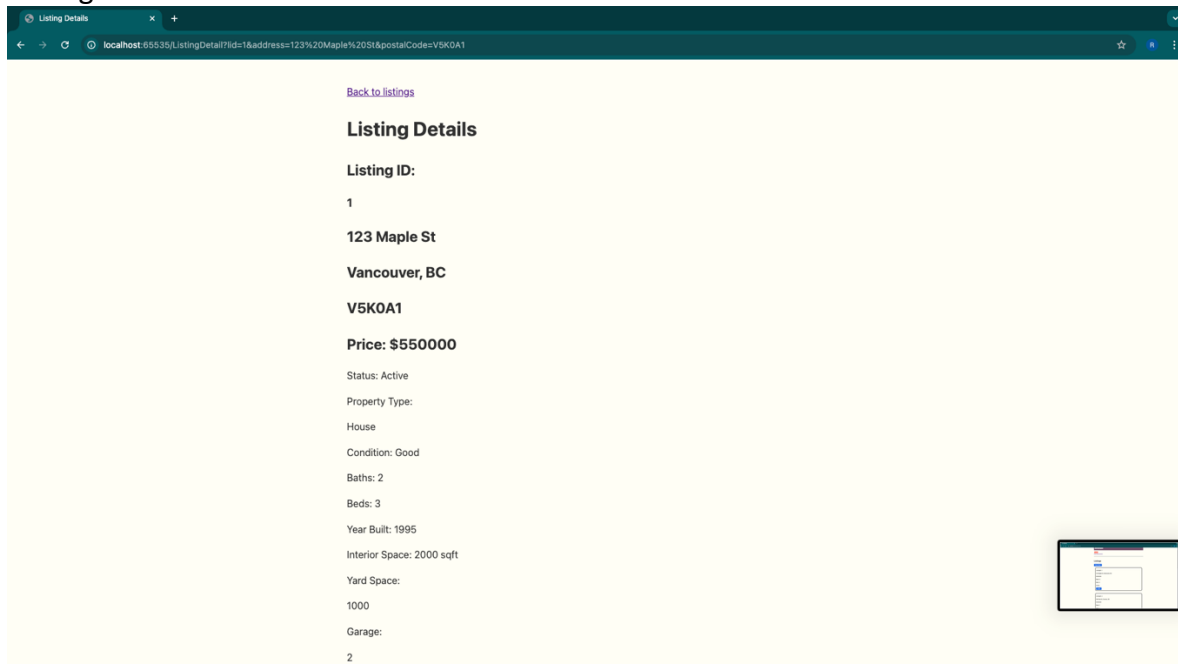 Listing Details
localhost:65535/ListingDetail?lid=1&address=123%20Maple%20St&postalCode=V5K0A1
Back to listings
Listing Details
Listing ID:
1
123 Maple St
Vancouver, BC
V5K0A1
Price: $550000
Status: Active
Property Type:
House
Condition: Good
Baths: 2
Beds: 3
Year Built: 1995
Interior Space: 2000 sqft
Yard Space:
1000
Garage:
2